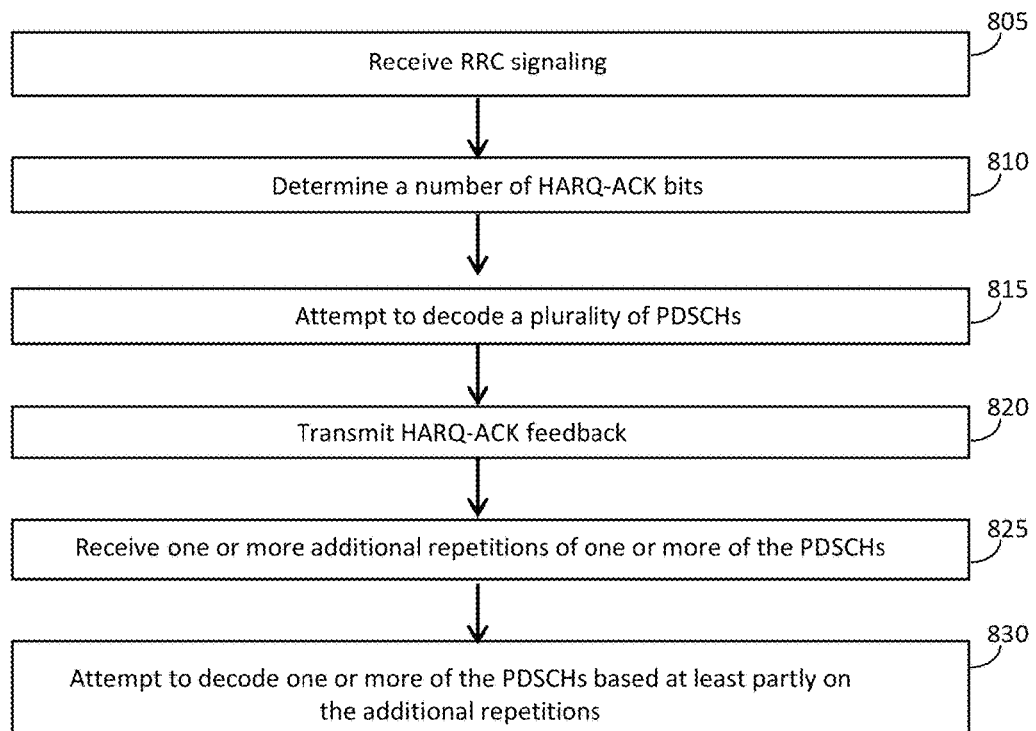 805
Receive RRC signaling
810
Determine a number of HARQ-ACK bits
815
Attempt to decode a plurality of PDSCHs
820
Transmit HARQ-ACK feedback
825
Receive one or more additional repetitions of one or more of the PDSCHs
830
Attempt to decode one or more of the PDSCHs based at least partly on
the additional repetitions